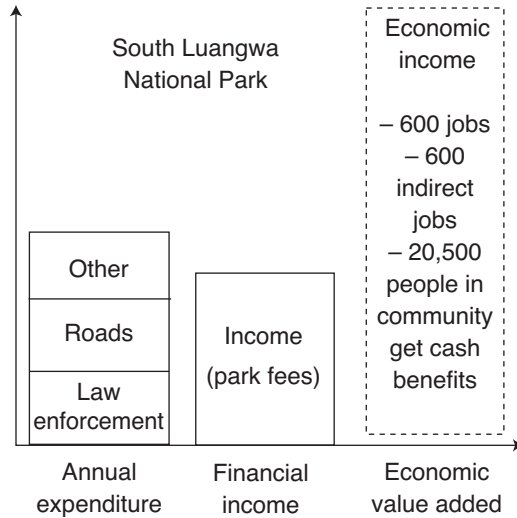 South Luangwa
National Park
Other
Roads
Law
enforcement
Income
(park fees)
Economic
income
– 600 jobs
– 600
indirect
jobs
– 20,500
people in
community
get cash
benefits
Annual
expenditure
Financial
income
Economic
value added